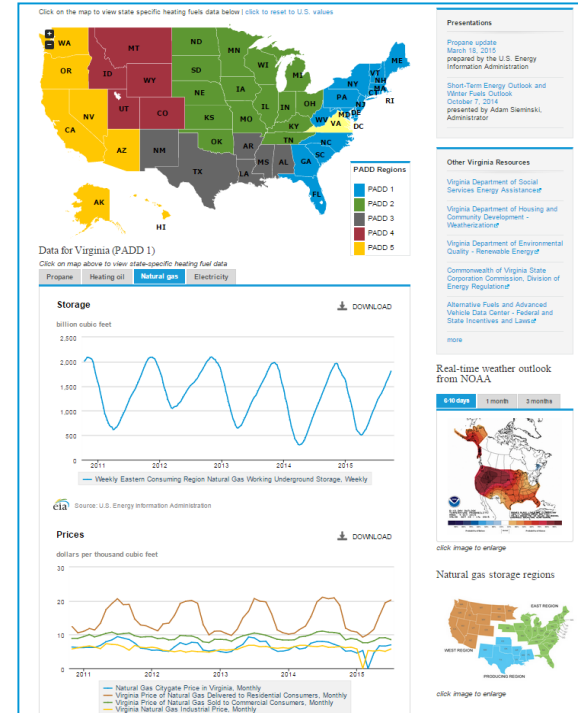 Click on the map to view state specific heating fuels data below | click to reset to U.S. values
+
-
WA
OR
CA
NV
AZ
AK
HI
MT
ID
WY
UT
CO
NM
TX
ND
SD
NE
KS
OK
MN
IA
MO
WI
IL
IN
MI
OH
KY
TN
AR
LA
MS
AL
GA
FL
SC
NC
VA
WV
MD
DE
DC
PA
NJ
NY
CT
RI
MA
NH
VT
ME
PADD Regions
PADD 1
PADD 2
PADD 3
PADD 4
PADD 5
Data for Virginia (PADD 1)
Click on map above to view state-specific heating fuel data
Propane Heating oil Natural gas Electricity
Storage
DOWNLOAD
billion cubic feet
2,500
2,000
1,500
1,000
500
0
2011 2012 2013 2014 2015
Weekly Eastern Consuming Region Natural Gas Working Underground Storage, Weekly
eia Source: U.S. Energy Information Administration
Prices
DOWNLOAD
dollars per thousand cubic feet
30
20
10
0
2011 2012 2013 2014 2015
Natural Gas Citygate Price in Virginia, Monthly
Virginia Price of Natural Gas Delivered to Residential Consumers, Monthly
Virginia Price of Natural Gas Sold to Commercial Consumers, Monthly
Virginia Natural Gas Industrial Price, Monthly
Presentations
Propane update
March 18, 2015
prepared by the U.S. Energy
Information Administration
Short-Term Energy Outlook and
Winter Fuels Outlook
October 7, 2014
presented by Adam Sieminski,
Administrator
Other Virginia Resources
Virginia Department of Social
Services Energy Assistance
Virginia Department of Housing and
Community Development -
Weatherization
Virginia Department of Environmental
Quality - Renewable Energy
Commonwealth of Virginia State
Corporation Commission, Division of
Energy Regulation
Alternative Fuels and Advanced
Vehicle Data Center - Federal and
State Incentives and Laws
more
Real-time weather outlook
from NOAA
6-10 days 1 month 3 months
click image to enlarge
Natural gas storage regions
EAST REGION
WEST REGION
PRODUCING REGION
click image to enlarge